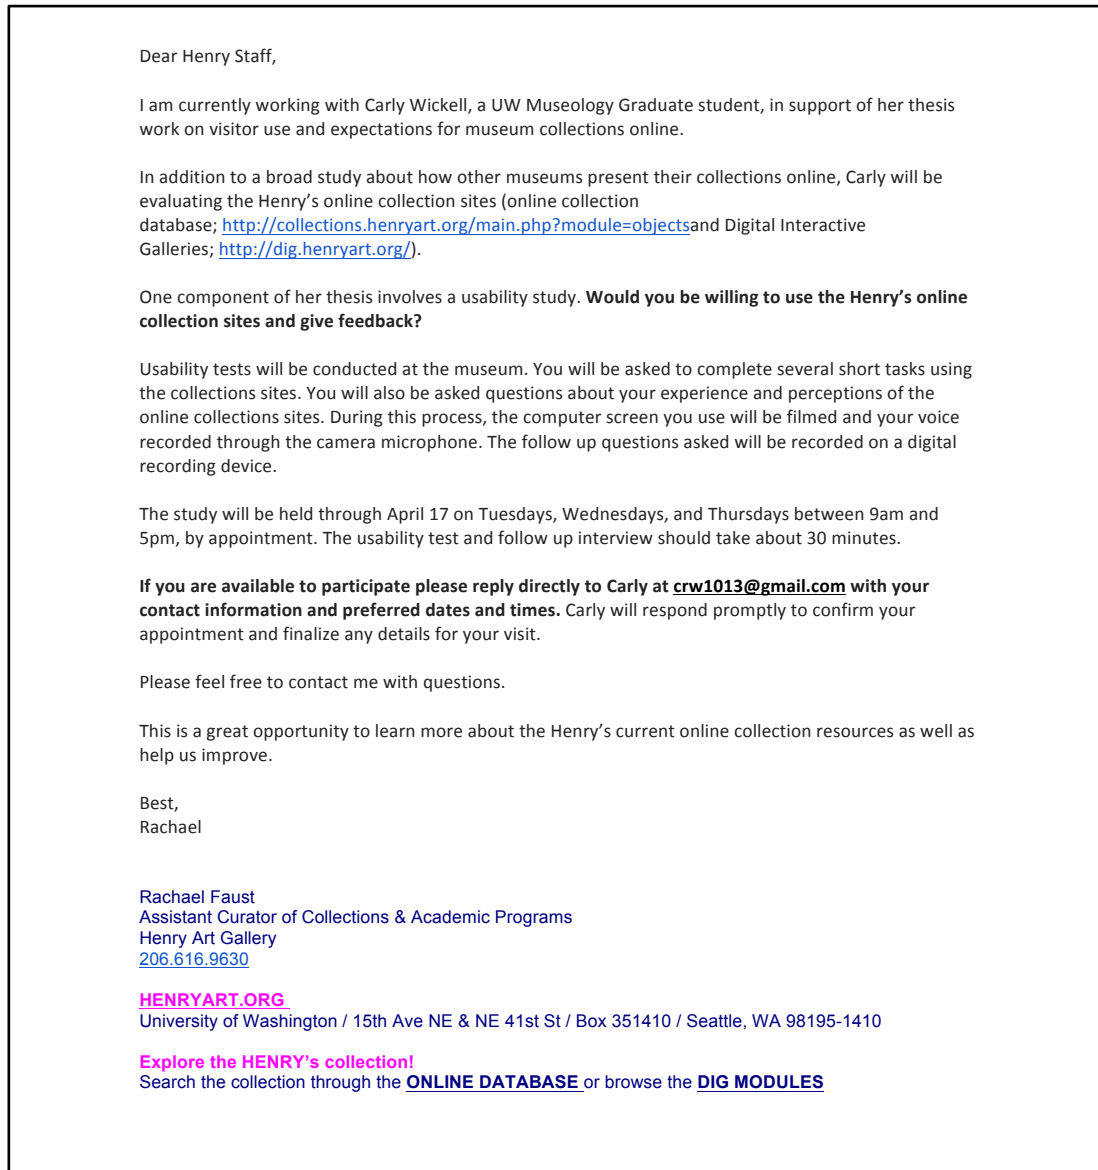 Dear Henry Staff,
I am currently working with Carly Wickell, a UW Museology Graduate student, in support of her thesis
work on visitor use and expectations for museum collections online.
In addition to a broad study about how other museums present their collections online, Carly will be
evaluating the Henry's online collection sites (online collection
database; http://collections.henryart.org/main.php?module=objectsand Digital Interactive
Galleries; http://dig.henryart.org/).
One component of her thesis involves a usability study. Would you be willing to use the Henry's online
collection sites and give feedback?
Usability tests will be conducted at the museum. You will be asked to complete several short tasks using
the collections sites. You will also be asked questions about your experience and perceptions of the
online collections sites. During this process, the computer screen you use will be filmed and your voice
recorded through the camera microphone. The follow up questions asked will be recorded on a digital
recording device.
The study will be held through April 17 on Tuesdays, Wednesdays, and Thursdays between 9am and
5pm, by appointment. The usability test and follow up interview should take about 30 minutes.
If you are available to participate please reply directly to Carly at crw1013@gmail.com with your
contact information and preferred dates and times. Carly will respond promptly to confirm your
appointment and finalize any details for your visit.
Please feel free to contact me with questions.
This is a great opportunity to learn more about the Henry's current online collection resources as well as
help us improve.
Best,
Rachael
Rachael Faust
Assistant Curator of Collections & Academic Programs
Henry Art Gallery
206.616.9630
HENRYART.ORG
University of Washington / 15th Ave NE & NE 41st St / Box 351410 / Seattle, WA 98195-1410
Explore the HENRY's collection!
Search the collection through the ONLINE DATABASE or browse the DIG MODULES